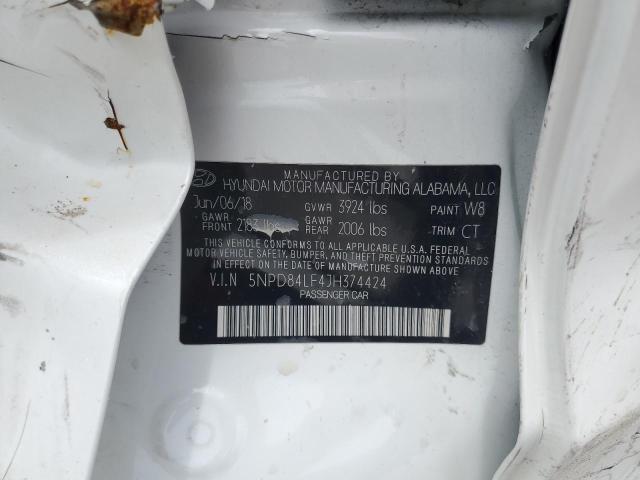 MANUFACTURED BY
HYUNDAI MOTOR MANUFACTURING ALABAMA, LLC
Jun/06/18 GVWR 3924 lbs PAINT W8
GAWR FRONT 2183 lbs GAWR REAR 2006 lbs TRIM CT
THIS VEHICLE CONFORMS TO ALL APPLICABLE U.S.A. FEDERAL
MOTOR VEHICLE SAFETY, BUMPER, AND THEFT PREVENTION STANDARDS
IN EFFECT ON THE DATE OF MANUFACTURE SHOWN ABOVE
V.I.N 5NPD84LF4JH374424
PASSENGER CAR